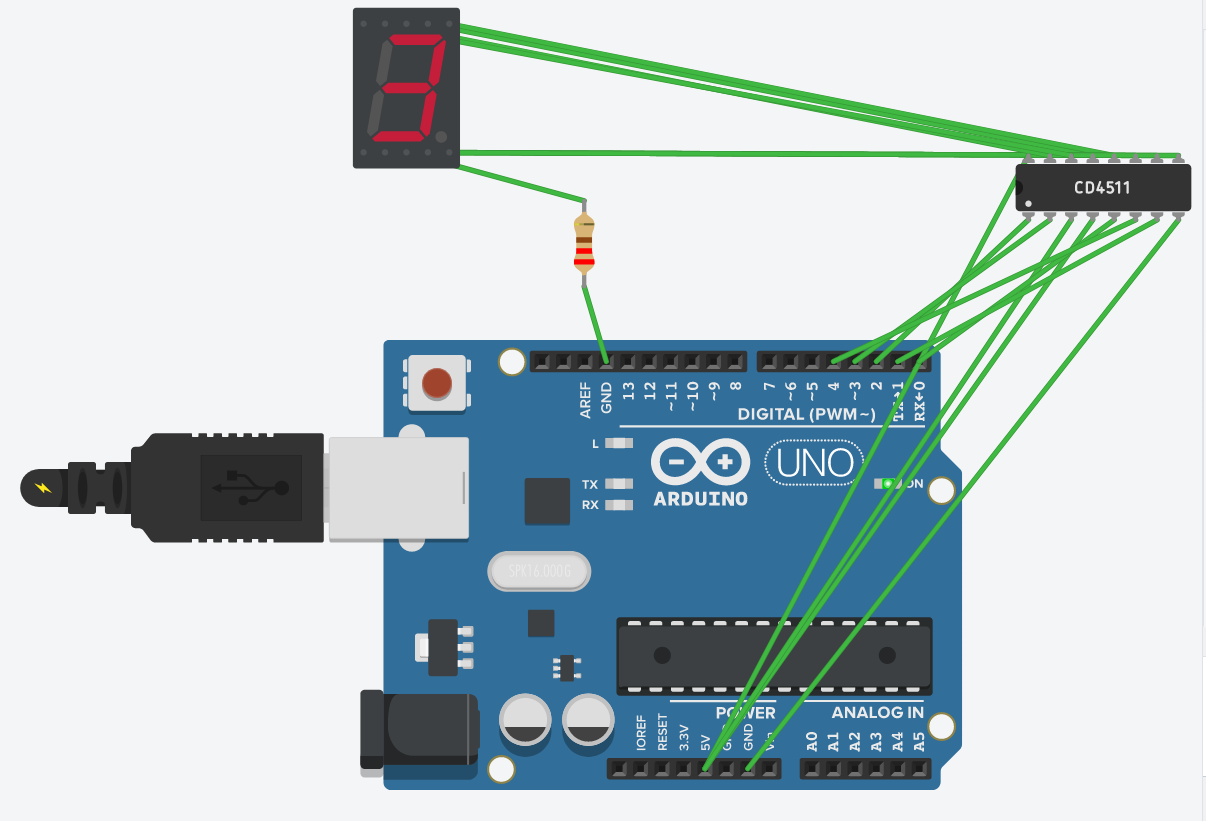 CD4511
AREF
GND
13
12
~11
~10
~9
8
7
~6
~5
4
~3
2
TX→1
RX←0
DIGITAL (PWM~)
L
TX
RX
ARDUINO
UNO
ON
SPK16.000G
POWER
ANALOG IN
IOREF
RESET
3.3V
5V
GND
A0
A1
A2
A3
A4
A5